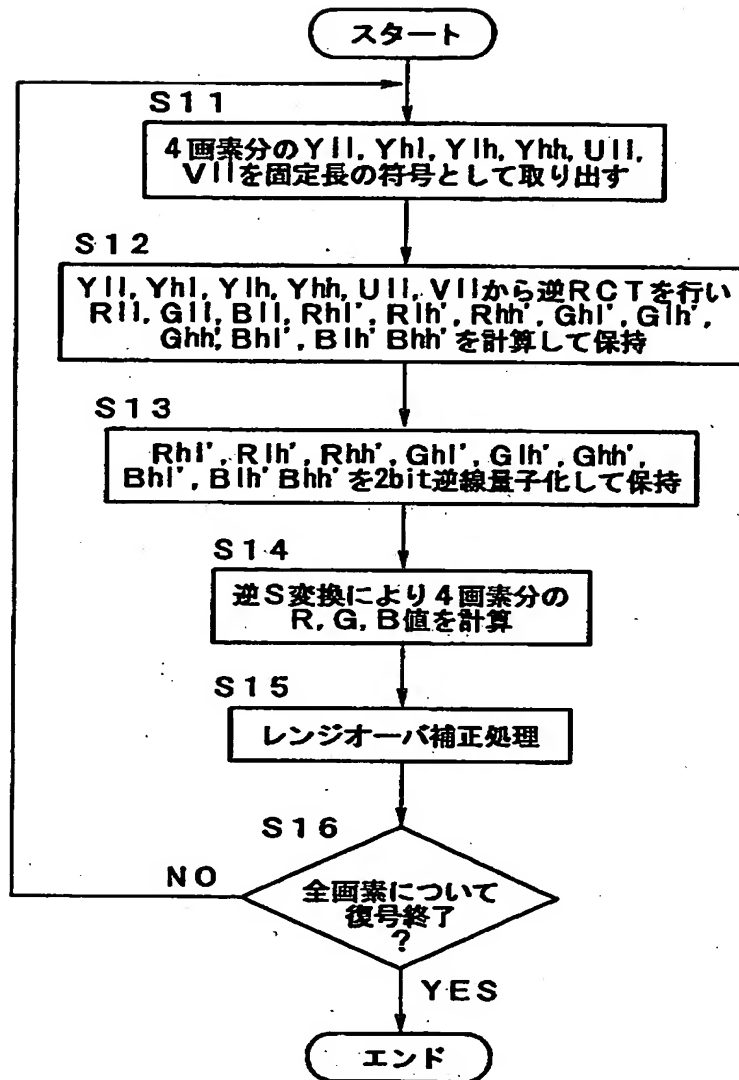 スタート
S11
4画素分のYll, Yhl, Ylh, Yhh, Ull,
Vllを固定長の符号として取り出す
S12
Yll, Yhl, Ylh, Yhh, Ull, Vllから逆RCTを行い
Rll, Gll, Bll, Rhl', Rlh', Rhh', Ghl', Glh',
Ghh', Bhl', Blh' Bhh'を計算して保持
S13
Rhl', Rlh', Rhh', Ghl', Glh', Ghh',
Bhl', Blh' Bhh'を2bit逆線量子化して保持
S14
逆S変換により4画素分の
R, G, B値を計算
S15
レンジオーバ補正処理
S16
NO
全画素について
復号終了
?
YES
エンド